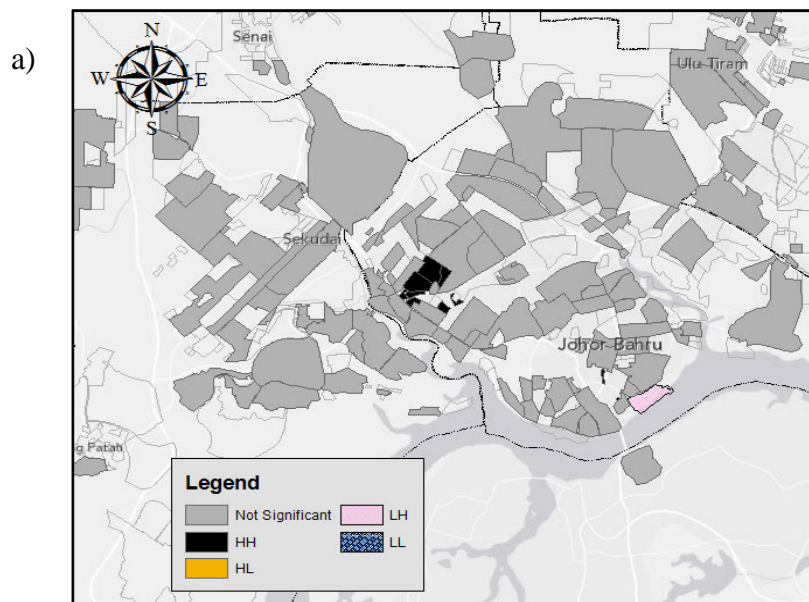 a)
N
W E
S
Senai
Ulu Tiram
Sekudai
Johor Bahru
g Patah
Legend
Not Significant
HH
HL
LH
LL